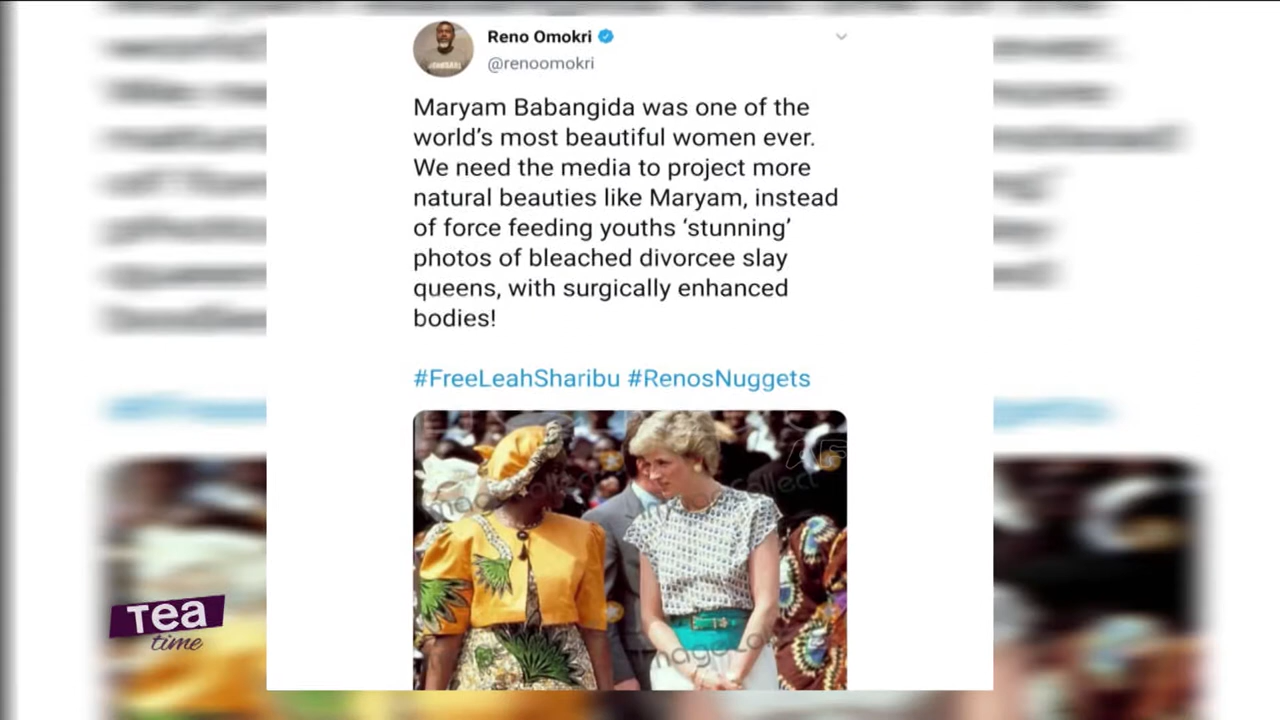 Reno Omokri
@renoomokri
Maryam Babangida was one of the
world's most beautiful women ever.
We need the media to project more
natural beauties like Maryam, instead
of force feeding youths ‘stunning’
photos of bleached divorcee slay
queens, with surgically enhanced
bodies!
#FreeLeahSharibu #RenosNuggets
Tea
time